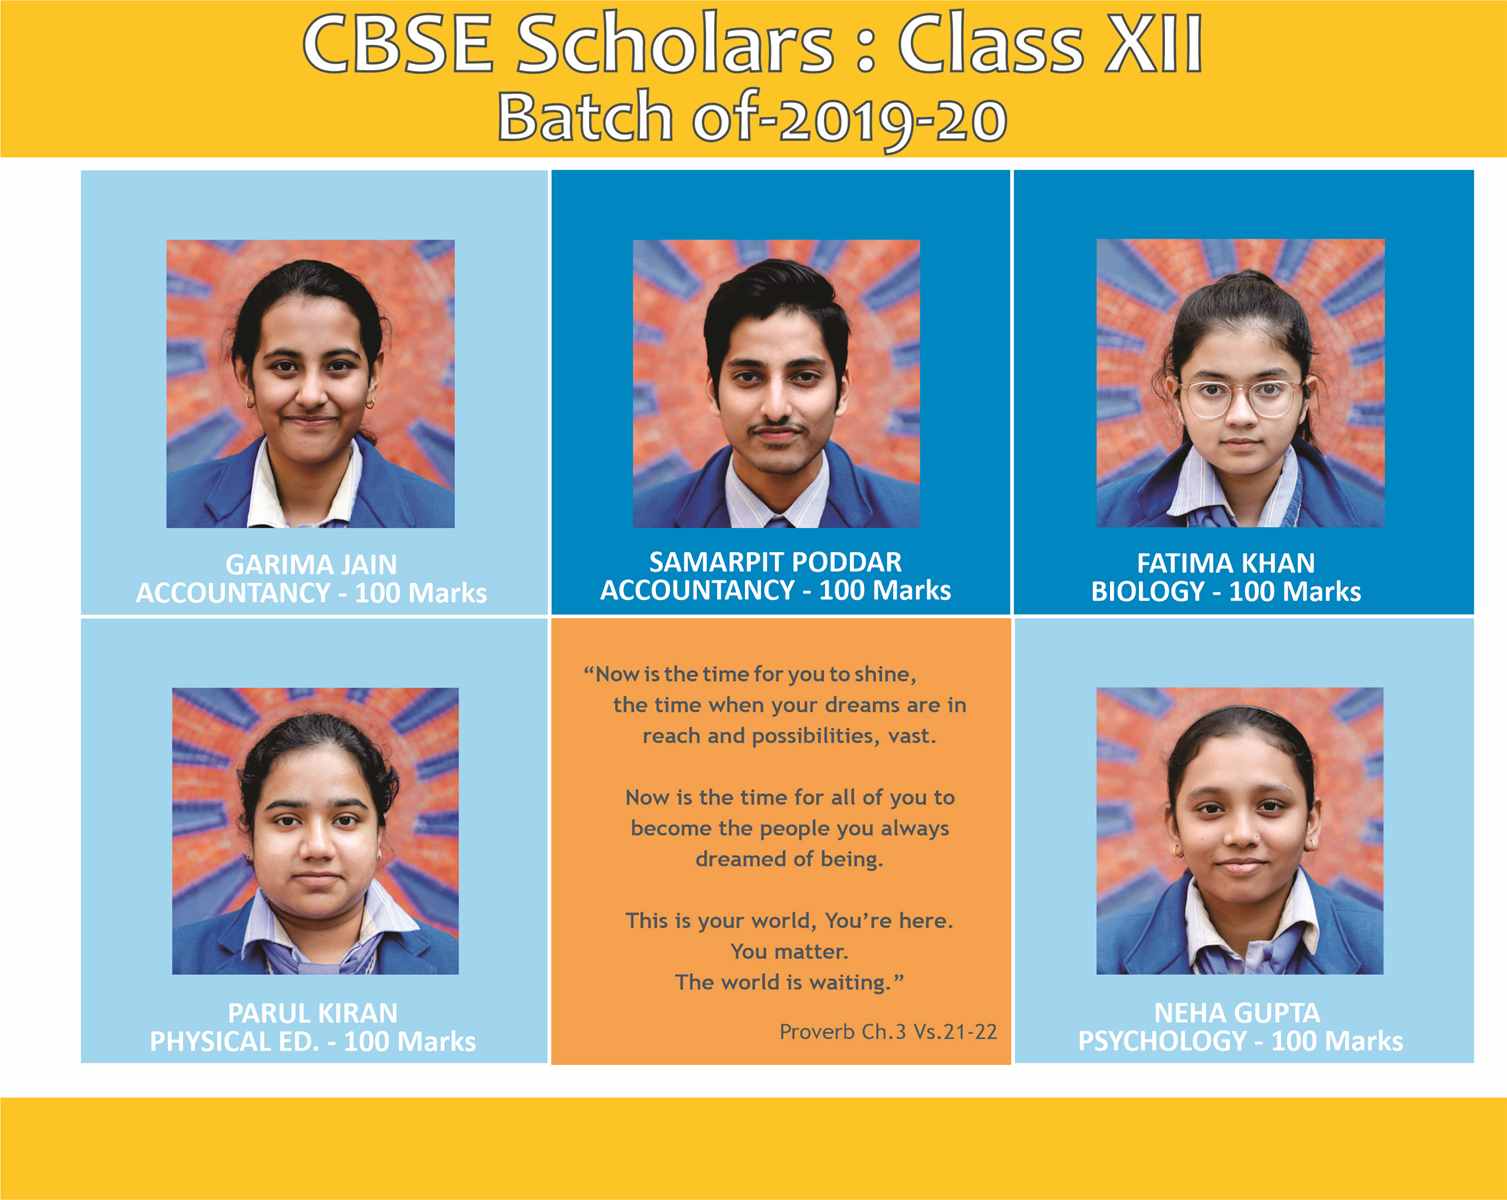 CBSE Scholars : Class XII
Batch of-2019-20
GARIMA JAIN
ACCOUNTANCY - 100 Marks
SAMARPIT PODDAR
ACCOUNTANCY - 100 Marks
FATIMA KHAN
BIOLOGY - 100 Marks
PARUL KIRAN
PHYSICAL ED. - 100 Marks
“Now is the time for you to shine,
the time when your dreams are in
reach and possibilities, vast.
Now is the time for all of you to
become the people you always
dreamed of being.
This is your world, You’re here.
You matter.
The world is waiting.”
Proverb Ch.3 Vs.21-22
NEHA GUPTA
PSYCHOLOGY - 100 Marks